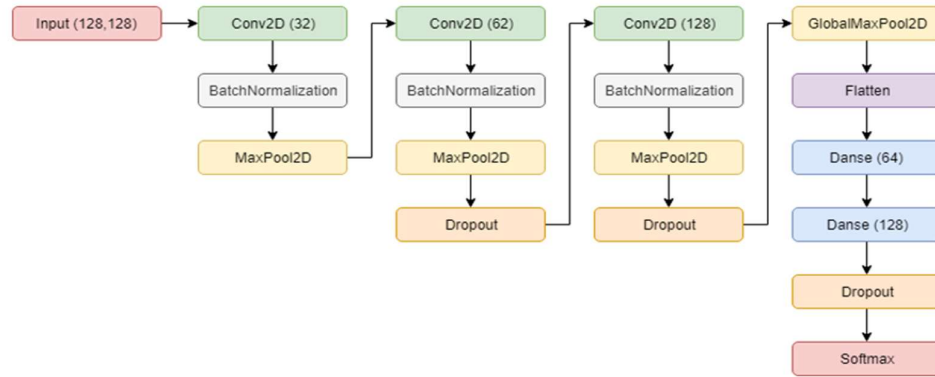 Input (128,128)
Conv2D (32)
BatchNormalization
MaxPool2D
Conv2D (62)
BatchNormalization
MaxPool2D
Dropout
Conv2D (128)
BatchNormalization
MaxPool2D
Dropout
GlobalMaxPool2D
Flatten
Danse (64)
Danse (128)
Dropout
Softmax